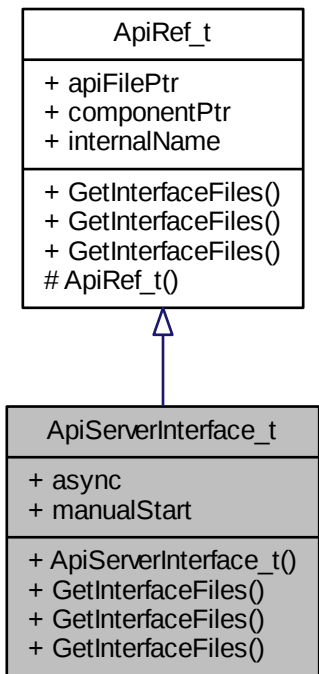 ApiRef_t
+ apiFilePtr
+ componentPtr
+ internalName
+ GetInterfaceFiles()
+ GetInterfaceFiles()
+ GetInterfaceFiles()
# ApiRef_t()
ApiServerInterface_t
+ async
+ manualStart
+ ApiServerInterface_t()
+ GetInterfaceFiles()
+ GetInterfaceFiles()
+ GetInterfaceFiles()